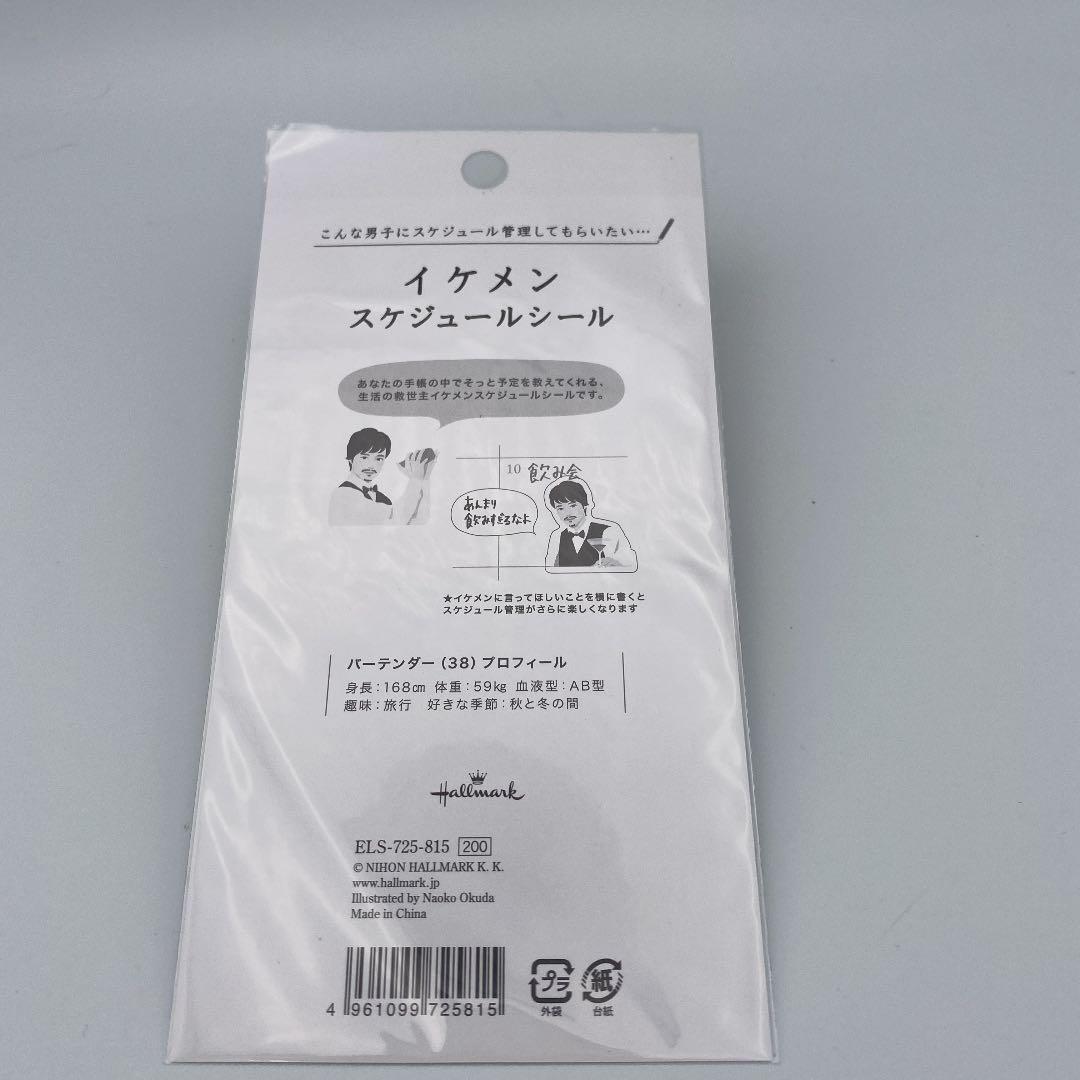 こんな男子にスケジュール管理してもらいたい…
イケメン
スケジュールシール
あなたの手帳の中でそっと予定を教えてくれる、
生活の救世主イケメンスケジュールシールです。
10 飲み会
あんまり
飲みすぎるなよ
★イケメンに言ってほしいことを横に書くと
スケジュール管理がさらに楽しくなります
バーテンダー(38)プロフィール
身長:168㎝ 体重:59㎏ 血液型:AB型
趣味:旅行 好きな季節:秋と冬の間
Hallmark
ELS-725-815 200
© NIHON HALLMARK K. K.
www.hallmark.jp
Illustrated by Naoko Okuda
Made in China
4 961099 725815
プラ 紙
外袋 台紙